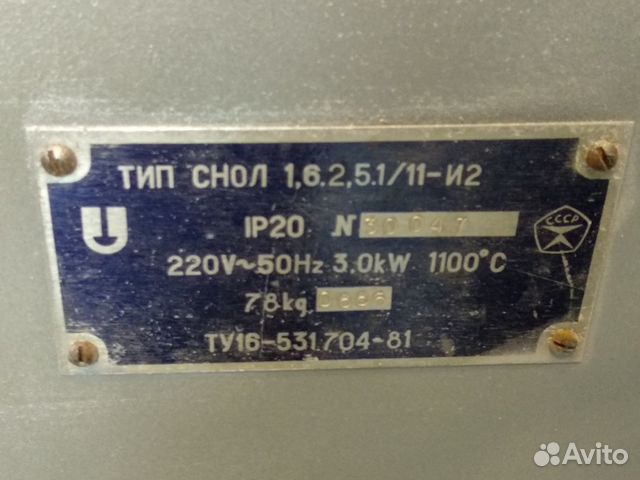 ТИП СНОЛ 1,6.2,5.1/11-И2
IP20 N 30047
СССР
220V~50Hz 3.0kW 1100°C
78kg
ТУ16-531.704-81
Avito